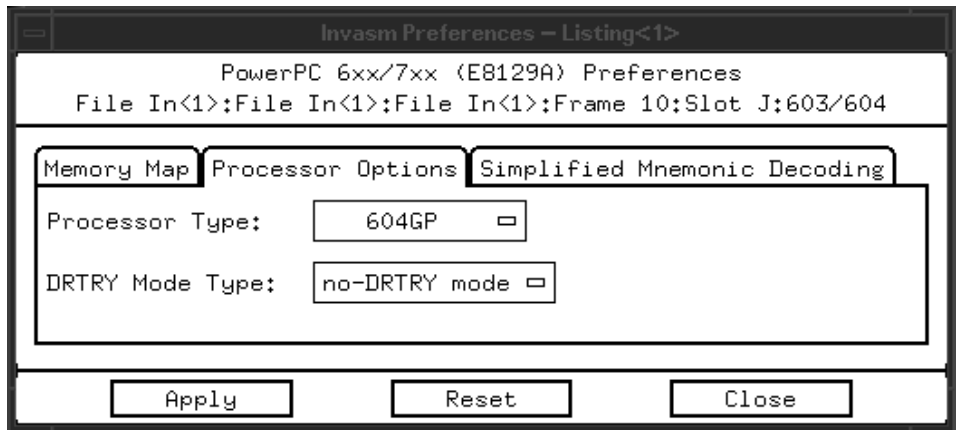 Invasm Preferences – Listing<1>
PowerPC 6xx/7xx (E8129A) Preferences
File In<1>:File In<1>:File In<1>:Frame 10:Slot J:603/604
Memory Map Processor Options Simplified Mnemonic Decoding
Processor Type: 604GP
DRTRY Mode Type: no-DRTRY mode
Apply Reset Close